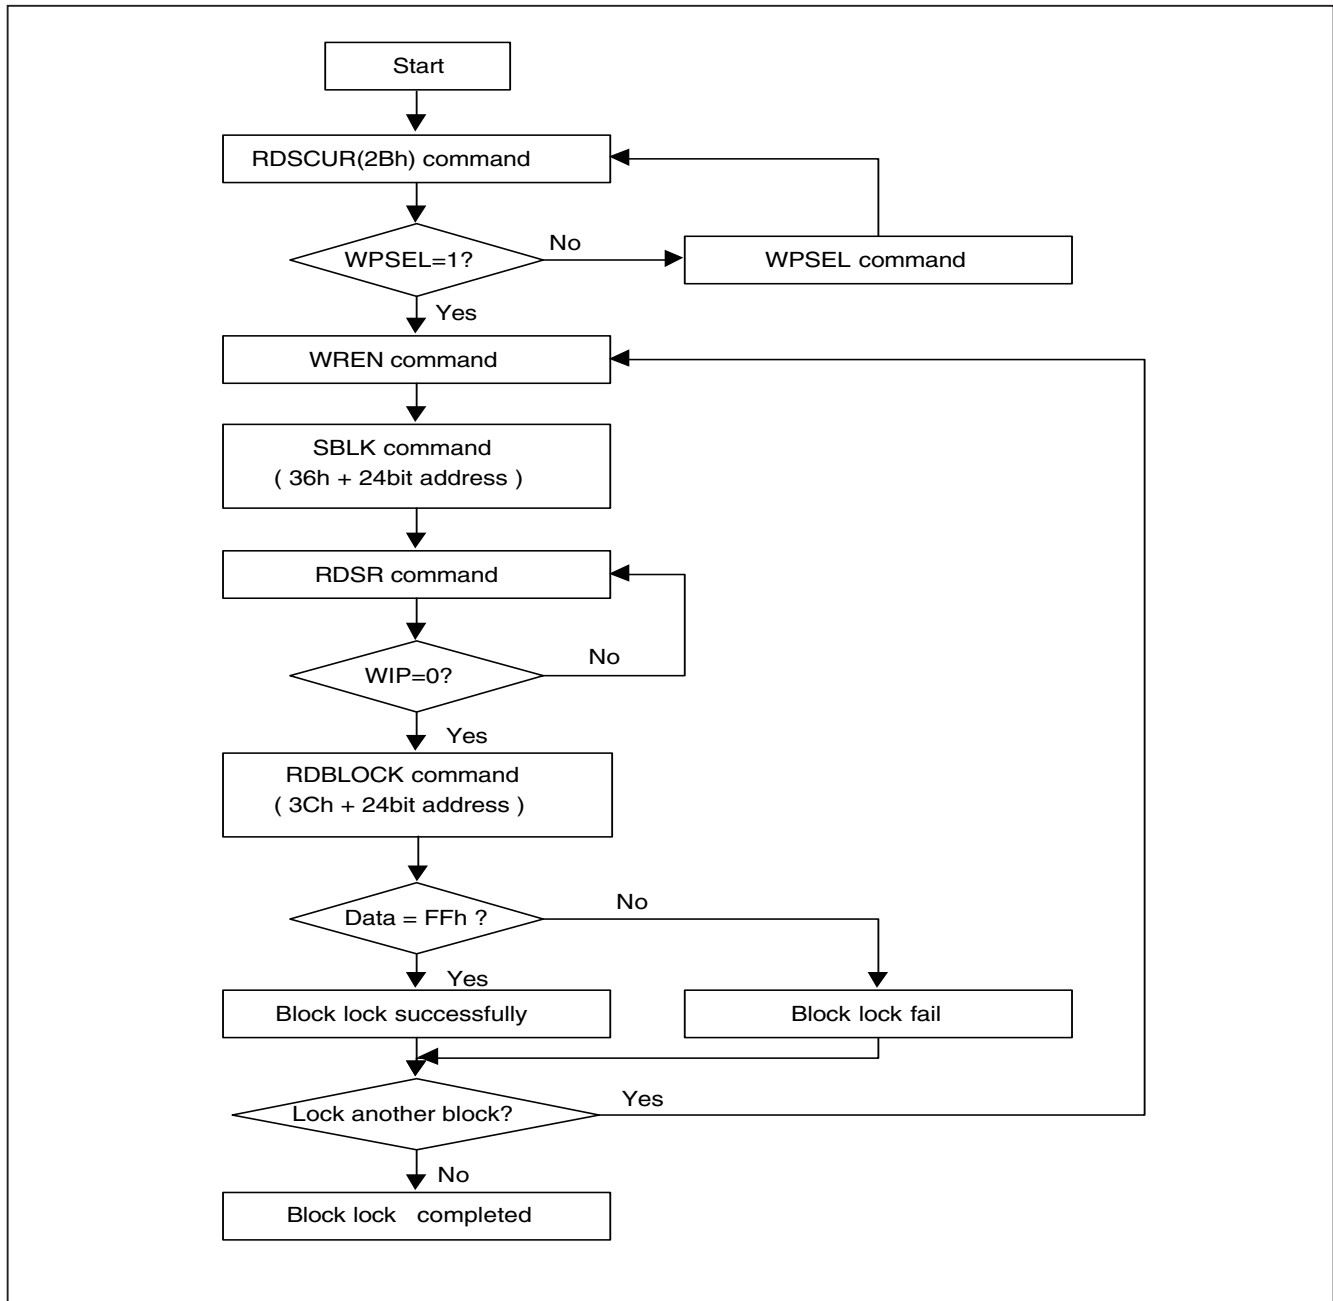 Start
RDSCUR(2Bh) command
WPSEL=1?
No
WPSEL command
Yes
WREN command
SBLK command
( 36h + 24bit address )
RDSR command
WIP=0?
No
Yes
RDBLOCK command
( 3Ch + 24bit address )
Data = FFh ?
No
Yes
Block lock successfully
Block lock fail
Lock another block?
Yes
No
Block lock completed